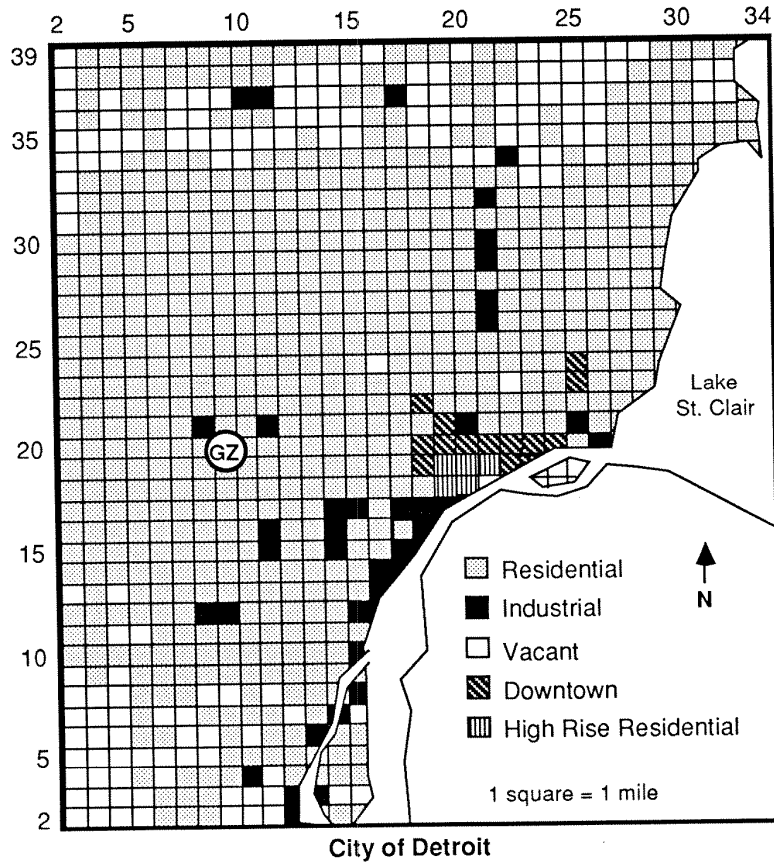 2 5 10 15 20 25 34
39
35
30
25
20
15
10
5
2
GZ
Lake
St. Clair
N
Residential
Industrial
Vacant
Downtown
High Rise Residential
1 square = 1 mile
City of Detroit